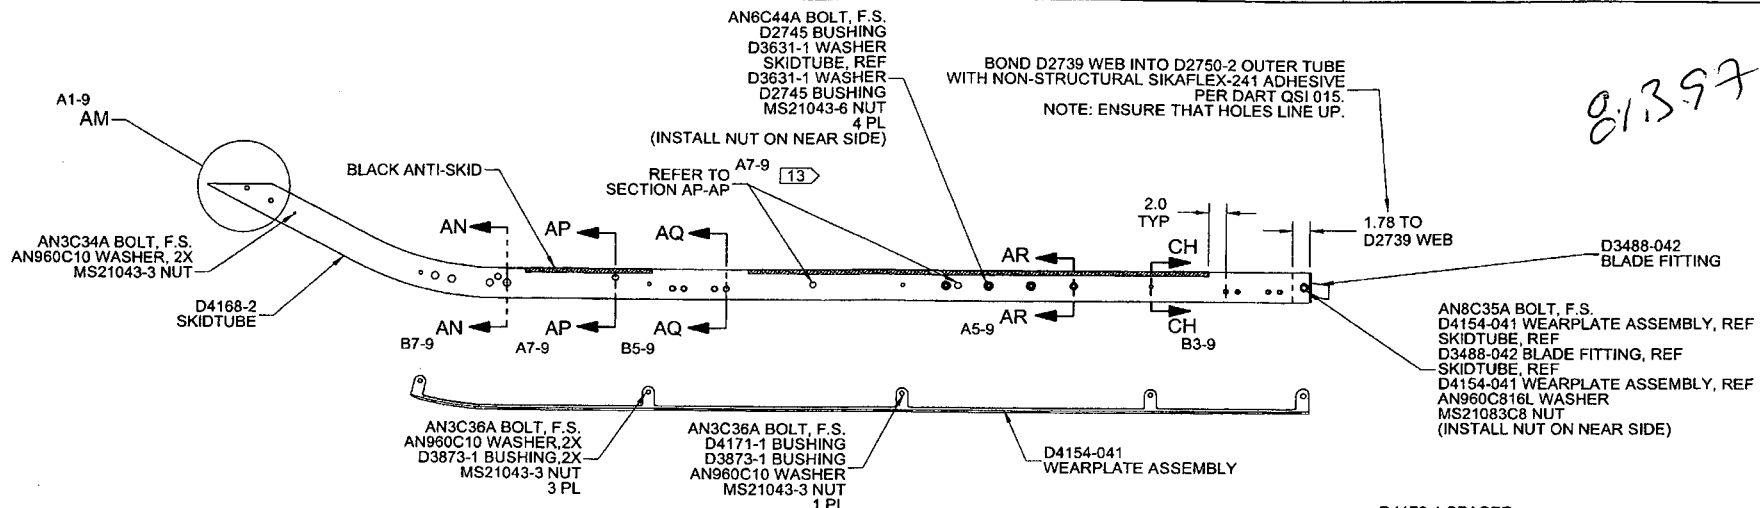 AN6C44A BOLT, F.S.
D2745 BUSHING
D3631-1 WASHER
SKIDTUBE, REF
D3631-1 WASHER
D2745 BUSHING
MS21043-6 NUT
4 PL
(INSTALL NUT ON NEAR SIDE)
BOND D2739 WEB INTO D2750-2 OUTER TUBE
WITH NON-STRUCTURAL SIKAFLEX-241 ADHESIVE
PER DART QSI 015.
NOTE: ENSURE THAT HOLES LINE UP.
81397
A1-9
AM
BLACK ANTI-SKID
REFER TO
SECTION AP-AP
A7-9
13
2.0
TYP
1.78 TO
D2739 WEB
D3488-042
BLADE FITTING
AN3C34A BOLT, F.S.
AN960C10 WASHER, 2X
MS21043-3 NUT
D4168-2
SKIDTUBE
AN
AP
AQ
AR
CH
AN
AP
AQ
AR
CH
B7-9
A7-9
B5-9
A5-9
B3-9
AN8C35A BOLT, F.S.
D4154-041 WEARPLATE ASSEMBLY, REF
SKIDTUBE, REF
D3488-042 BLADE FITTING, REF
SKIDTUBE, REF
D4154-041 WEARPLATE ASSEMBLY, REF
AN960C816L WASHER
MS21083C8 NUT
(INSTALL NUT ON NEAR SIDE)
AN3C36A BOLT, F.S.
AN960C10 WASHER,2X
D3873-1 BUSHING,2X
MS21043-3 NUT
3 PL
AN3C36A BOLT, F.S.
D4171-1 BUSHING
D3873-1 BUSHING
AN960C10 WASHER
MS21043-3 NUT
1 PL
D4154-041
WEARPLATE ASSEMBLY